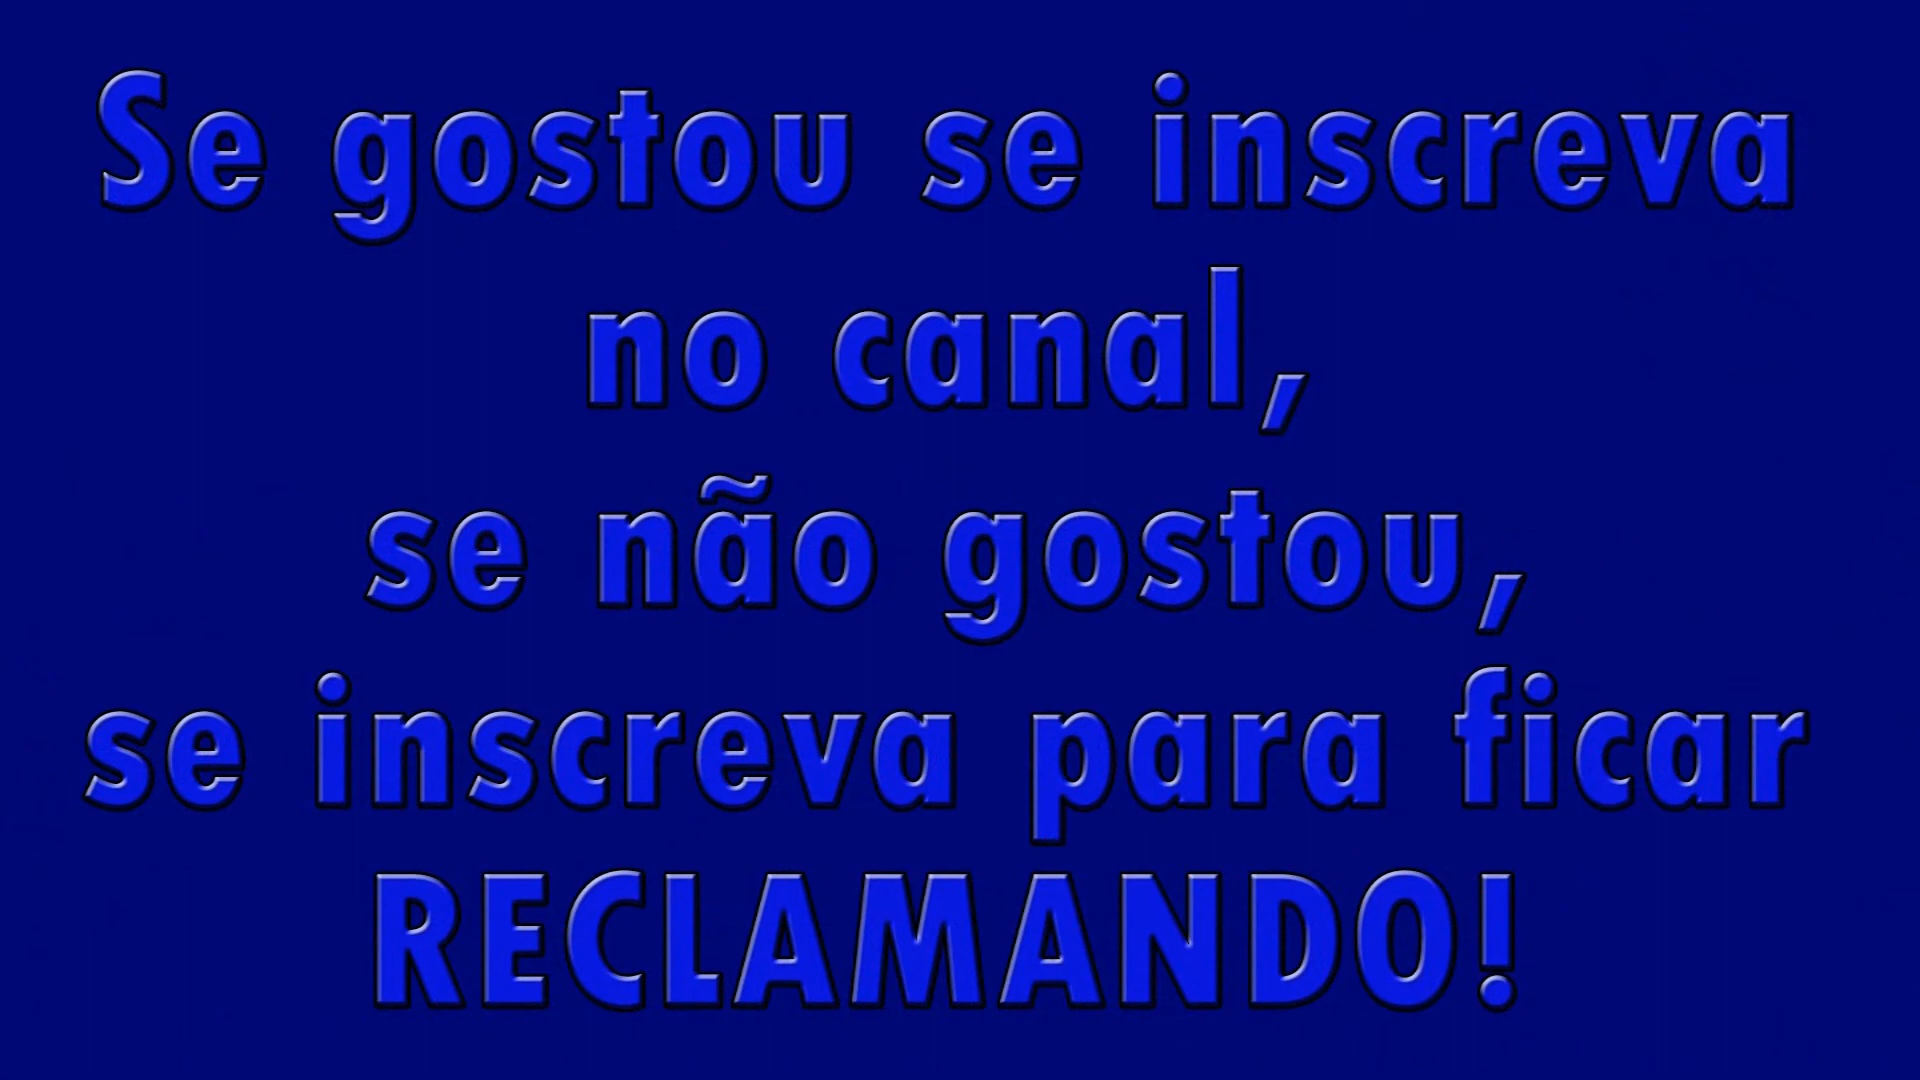 Se gostou se inscreva
no canal,
se não gostou,
se inscreva para ficar
RECLAMANDO!